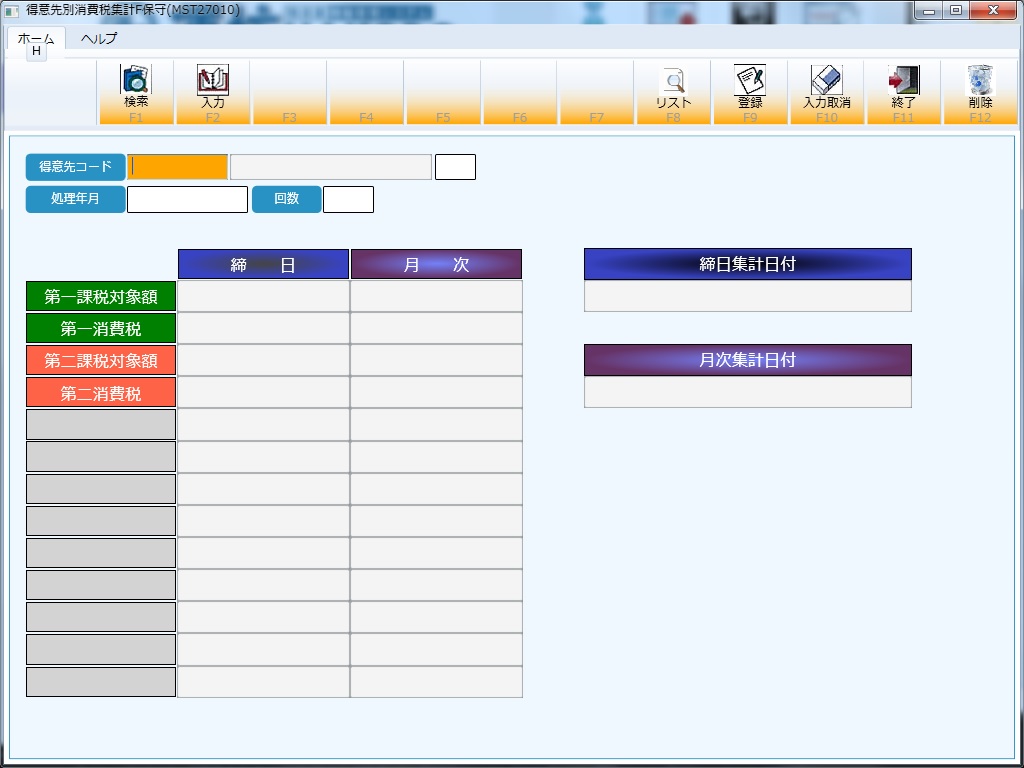 得意先別消費税集計F保守(MST27010)
ホーム ヘルプ
H
検索 入力 リスト 登録 入力取消 終了 削除
F1 F2 F3 F4 F5 F6 F7 F8 F9 F10 F11 F12
得意先コード
処理年月 回数
締 日 月 次 締日集計日付
第一課税対象額
第一消費税
第二課税対象額 月次集計日付
第二消費税